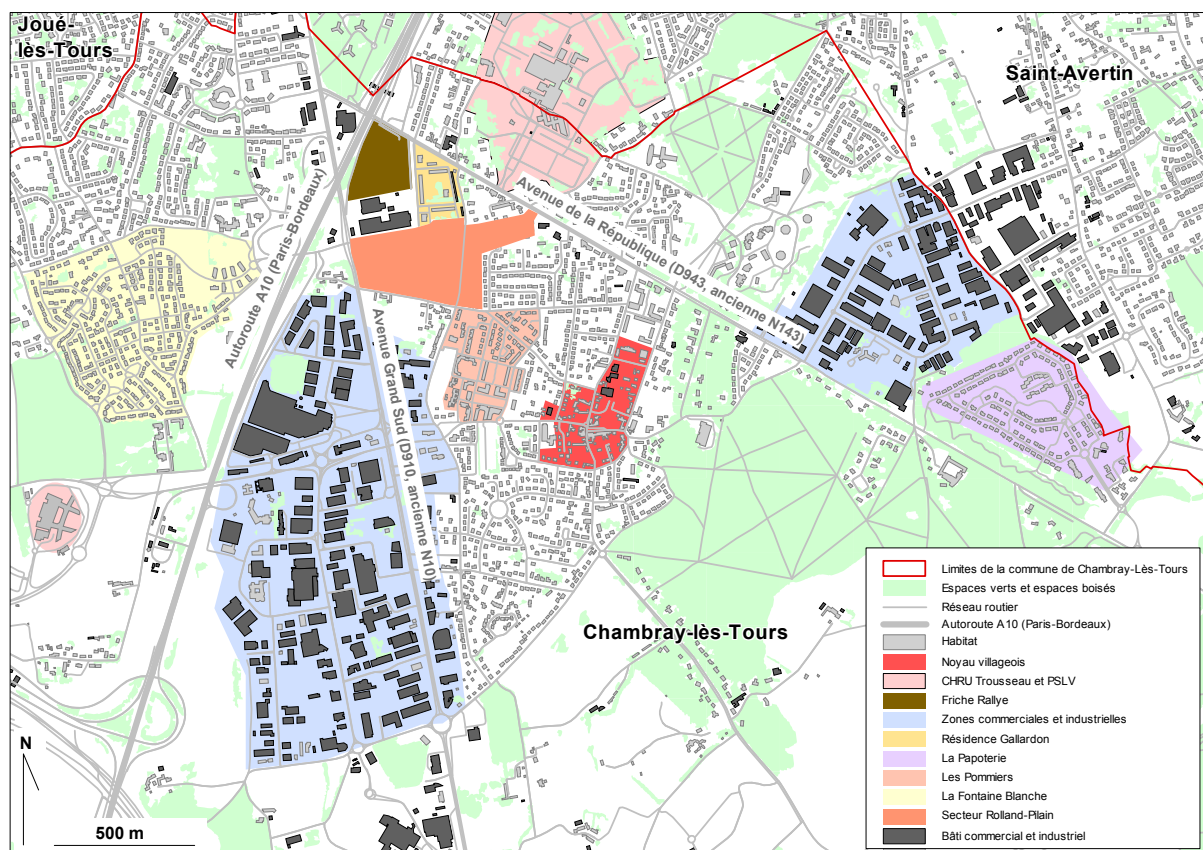 Joué-
lès-Tours
Saint-Avertin
Avenue de la République (D943, ancienne N143)
Autoroute A10 (Paris-Bordeaux)
Avenue Grand Sud (D910, ancienne N10)
Chambray-lès-Tours
N
500 m
Limites de la commune de Chambray-Lès-Tours
Espaces verts et espaces boisés
Réseau routier
Autoroute A10 (Paris-Bordeaux)
Habitat
Noyau villageois
CHRU Trousseau et PSLV
Friche Rallye
Zones commerciales et industrielles
Résidence Gallardon
La Papoterie
Les Pommiers
La Fontaine Blanche
Secteur Rolland-Pilain
Bâti commercial et industriel